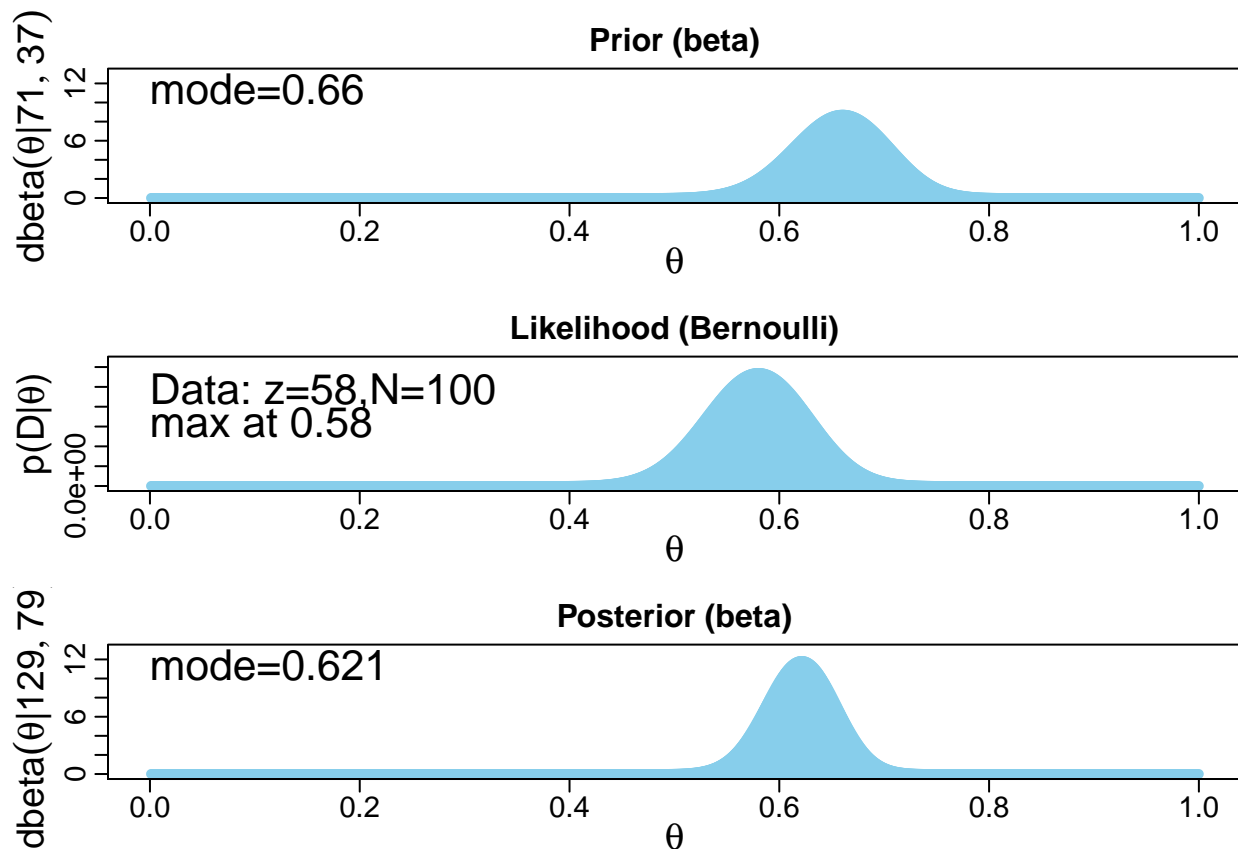 Prior (beta)
dbeta(θ|71, 37)
mode=0.66
12
6
0
0.0 0.2 0.4 0.6 0.8 1.0
θ
Likelihood (Bernoulli)
p(D|θ)
Data: z=58,N=100
max at 0.58
0.0e+00
0.0 0.2 0.4 0.6 0.8 1.0
θ
Posterior (beta)
dbeta(θ|129, 79
mode=0.621
12
6
0
0.0 0.2 0.4 0.6 0.8 1.0
θ